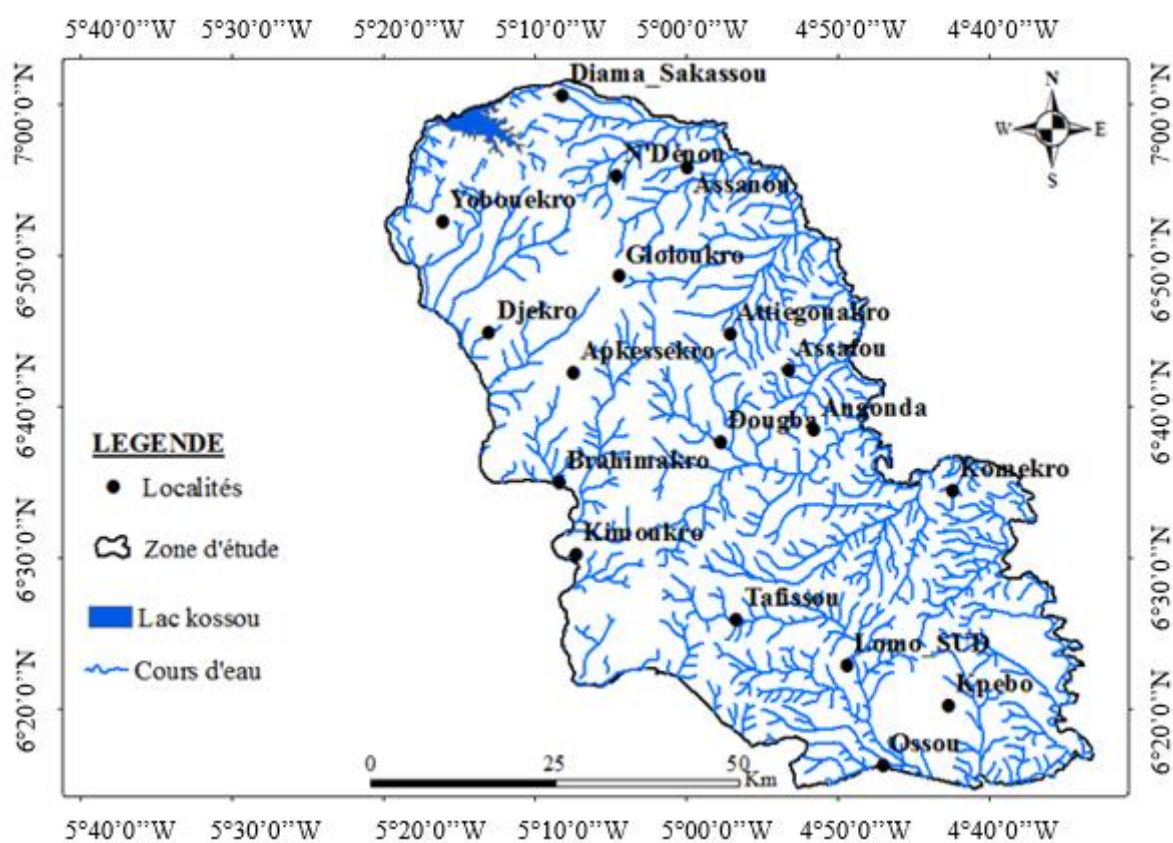 5°40'0''W 5°30'0''W 5°20'0''W 5°10'0''W 5°00'0''W 4°50'0''W 4°40'0''W
7°00'0''N
6°50'0''N
6°40'0''N
6°30'0''N
6°20'0''N
7°00'0''N
6°50'0''N
6°40'0''N
6°30'0''N
6°20'0''N
N
W E
S
Diama_Sakassou
N'Denou
Assanou
Yobouekro
Gloloukro
Djekro
Attiegouakro
Apkessekro
Assafou
Dougba
Angonda
Brahimakro
Komekro
Kimoukro
Tafissou
Lomo_SUD
Kpebo
Ossou
LEGENDE
Localités
Zone d'étude
Lac kossou
Cours d'eau
0 25 50
Km
5°40'0''W 5°30'0''W 5°20'0''W 5°10'0''W 5°00'0''W 4°50'0''W 4°40'0''W